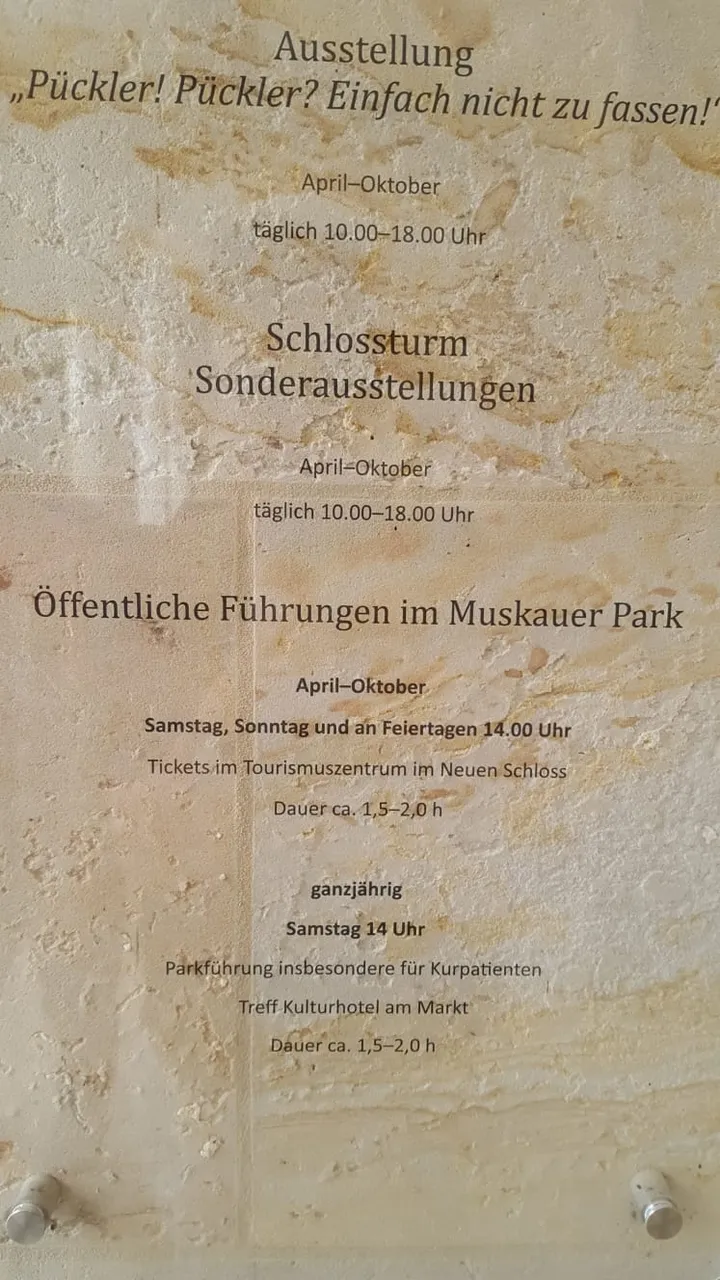 Ausstellung
„Pückler! Pückler? Einfach nicht zu fassen!“
April–Oktober
täglich 10.00–18.00 Uhr
Schlossturm
Sonderausstellungen
April–Oktober
täglich 10.00–18.00 Uhr
Öffentliche Führungen im Muskauer Park
April–Oktober
Samstag, Sonntag und an Feiertagen 14.00 Uhr
Tickets im Tourismuszentrum im Neuen Schloss
Dauer ca. 1,5–2,0 h
ganzjährig
Samstag 14 Uhr
Parkführung insbesondere für Kurpatienten
Treff Kulturhotel am Markt
Dauer ca. 1,5–2,0 h